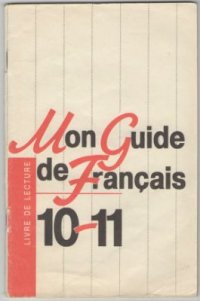 Mon Guide
de Français
10-11
LIVRE DE LECTURE